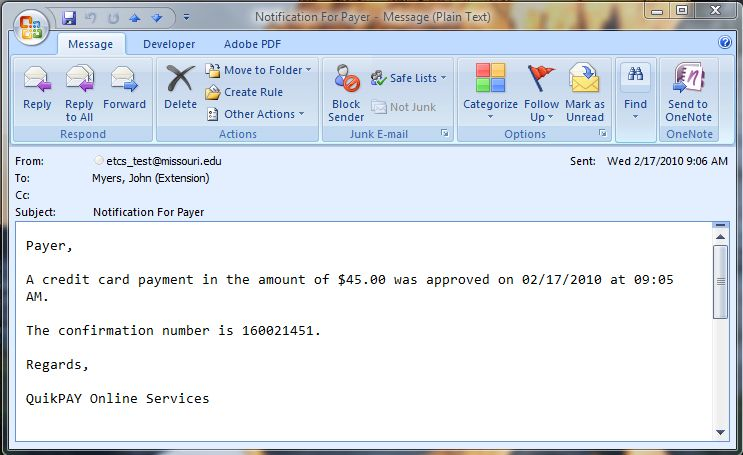 Notification For Payer - Message (Plain Text)
Message Developer Adobe PDF
Reply
Reply to All
Forward
Respond
Delete
Move to Folder
Create Rule
Other Actions
Actions
Block Sender
Safe Lists
Not Junk
Junk E-mail
Categorize
Follow Up
Mark as Unread
Options
Find
Send to OneNote
OneNote
From: etcs_test@missouri.edu Sent: Wed 2/17/2010 9:06 AM
To: Myers, John (Extension)
Cc:
Subject: Notification For Payer
Payer,
A credit card payment in the amount of $45.00 was approved on 02/17/2010 at 09:05
AM.
The confirmation number is 160021451.
Regards,
QuikPAY Online Services